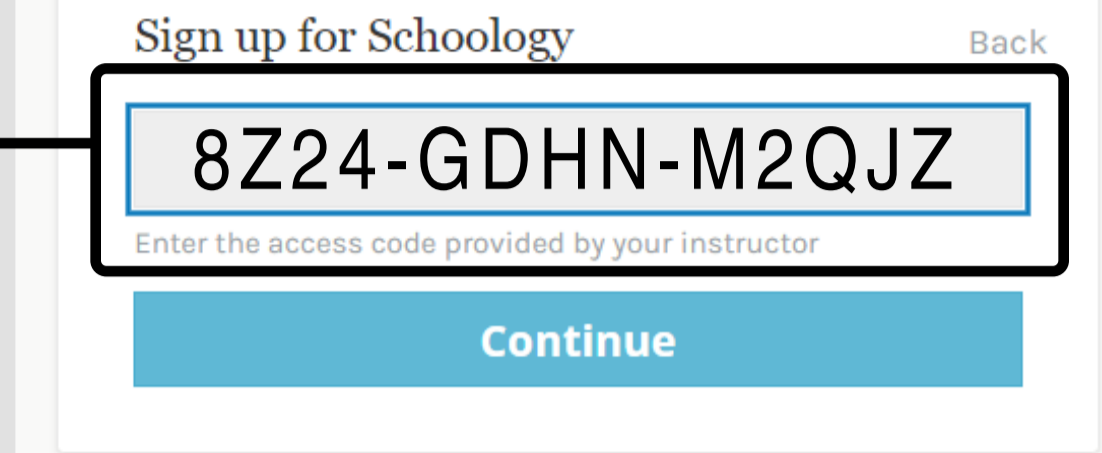 Sign up for Schoology
Back
8Z24-GDHN-M2QJZ
Enter the access code provided by your instructor
Continue